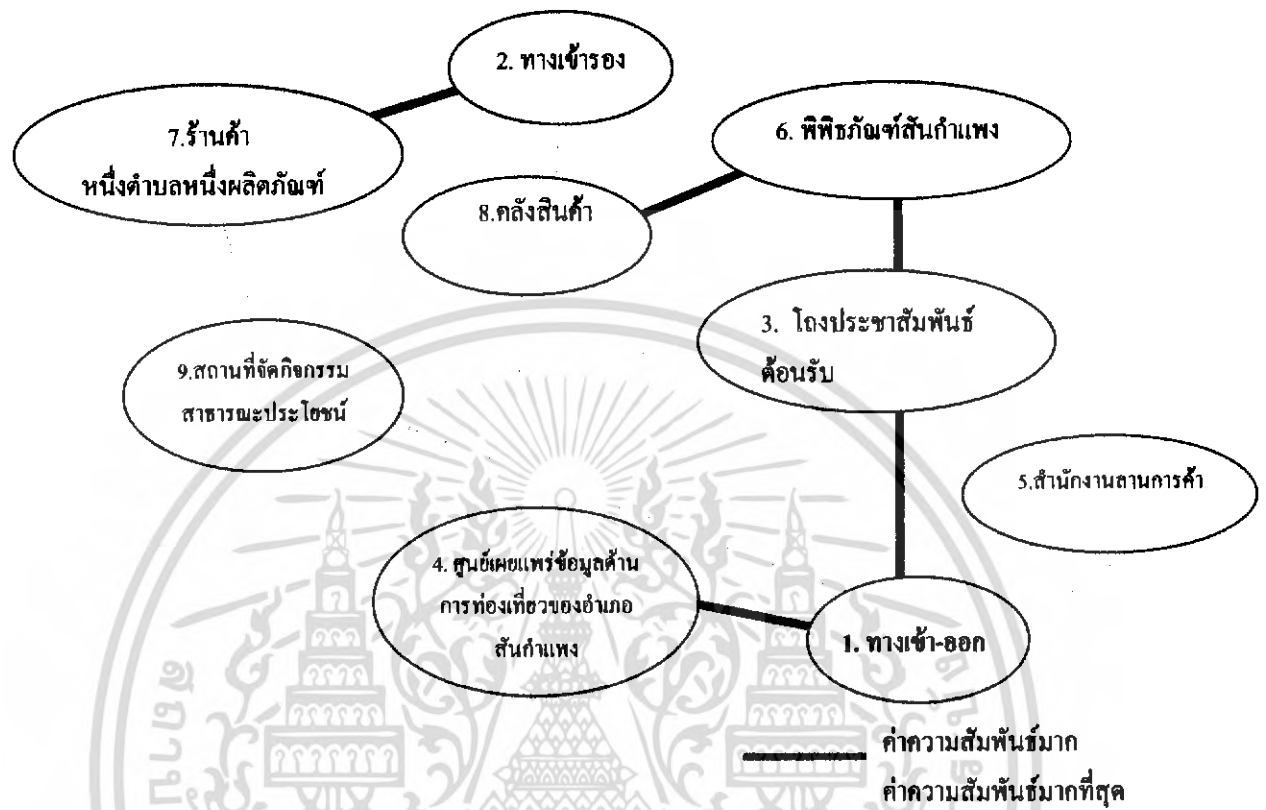 2. ทางเข้ารอง
7.ร้านค้า
หนึ่งตำบลหนึ่งผลิตภัณฑ์
6. พิพิธภัณฑ์สันกำแพง
8.คลังสินค้า
3. โถงประชาสัมพันธ์
ต้อนรับ
9.สถานที่จัดกิจกรรม
สาธารณะประโยชน์
5.สำนักงานลานการค้า
4. ศูนย์เผยแพร่ข้อมูลด้าน
การท่องเที่ยวของอำเภอ
สันกำแพง
1. ทางเข้า-ออก
ค่าความสัมพันธ์มาก
ค่าความสัมพันธ์มากที่สุด